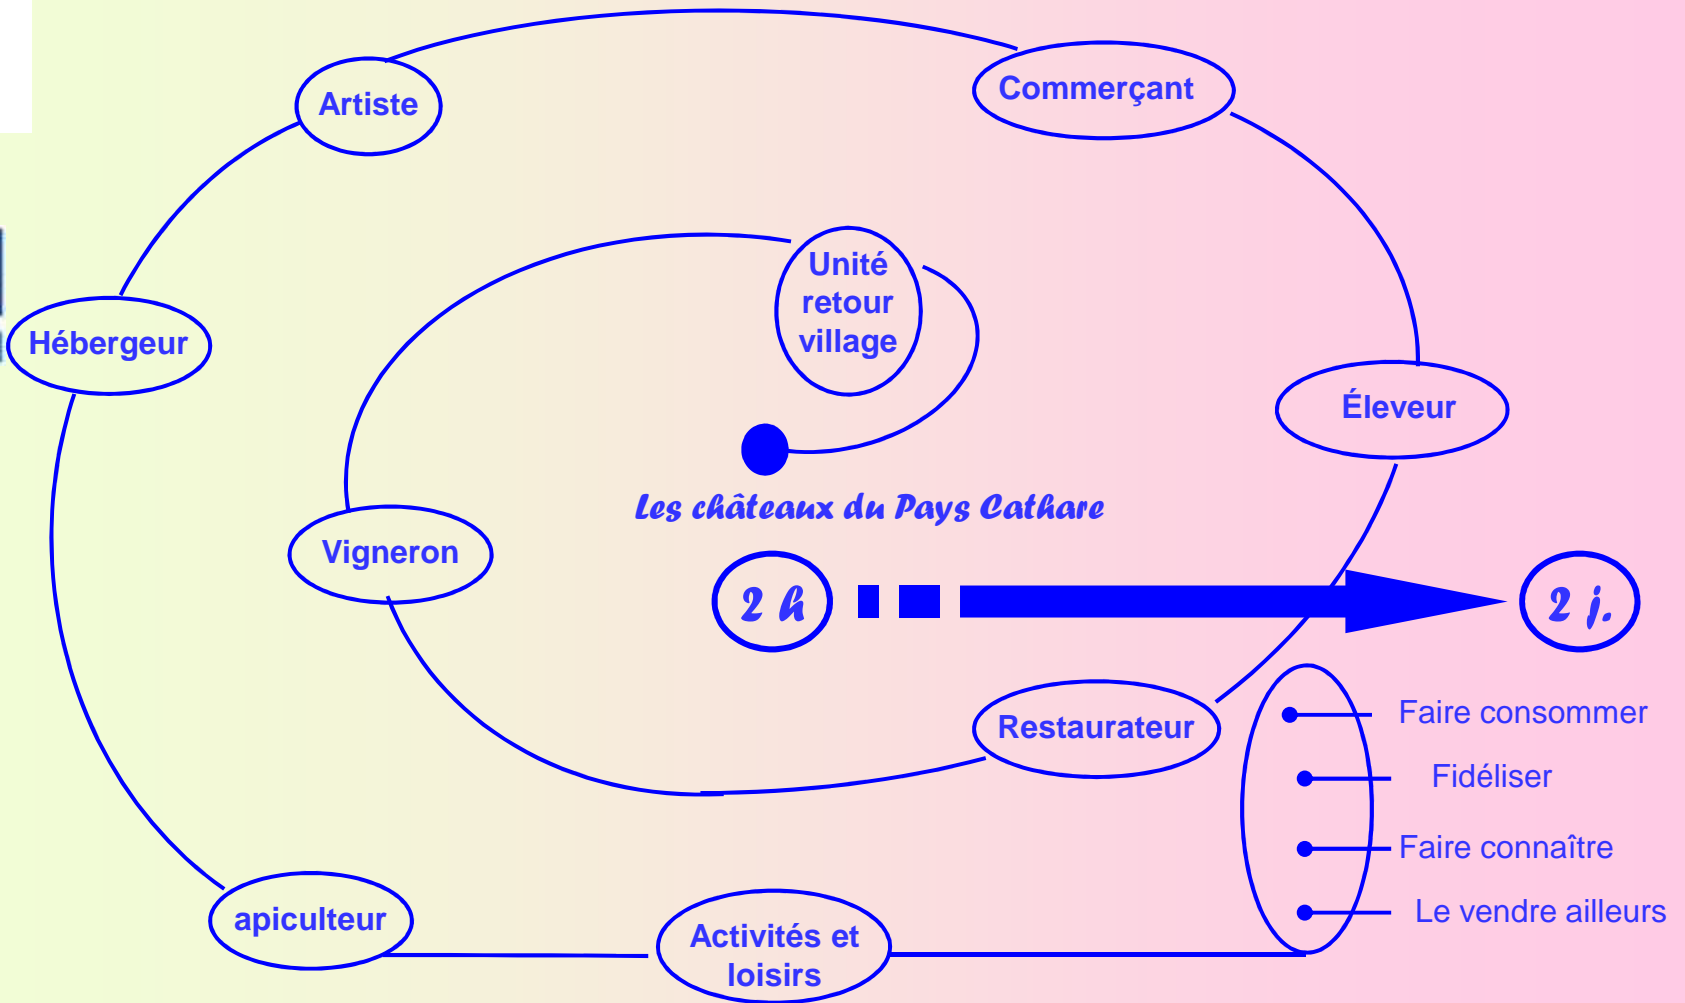 Artiste
Commerçant
Unité
retour
village
Hébergeur
Éleveur
Les châteaux du Pays Cathare
Vigneron
2 h
2 j.
Restaurateur
Faire consommer
Fidéliser
Faire connaître
Le vendre ailleurs
apiculteur
Activités et
loisirs